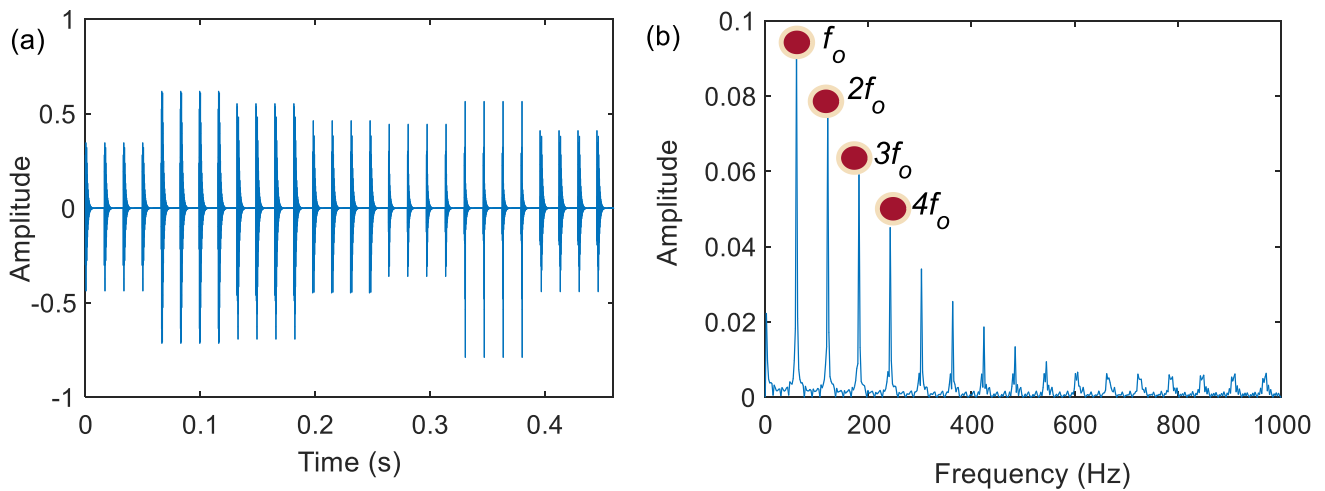 (a)
1
0.5
0
-0.5
-1
Amplitude
0 0.1 0.2 0.3 0.4
Time (s)
(b)
0.1
0.08
0.06
0.04
0.02
0
Amplitude
fo
2fo
3fo
4fo
0 200 400 600 800 1000
Frequency (Hz)